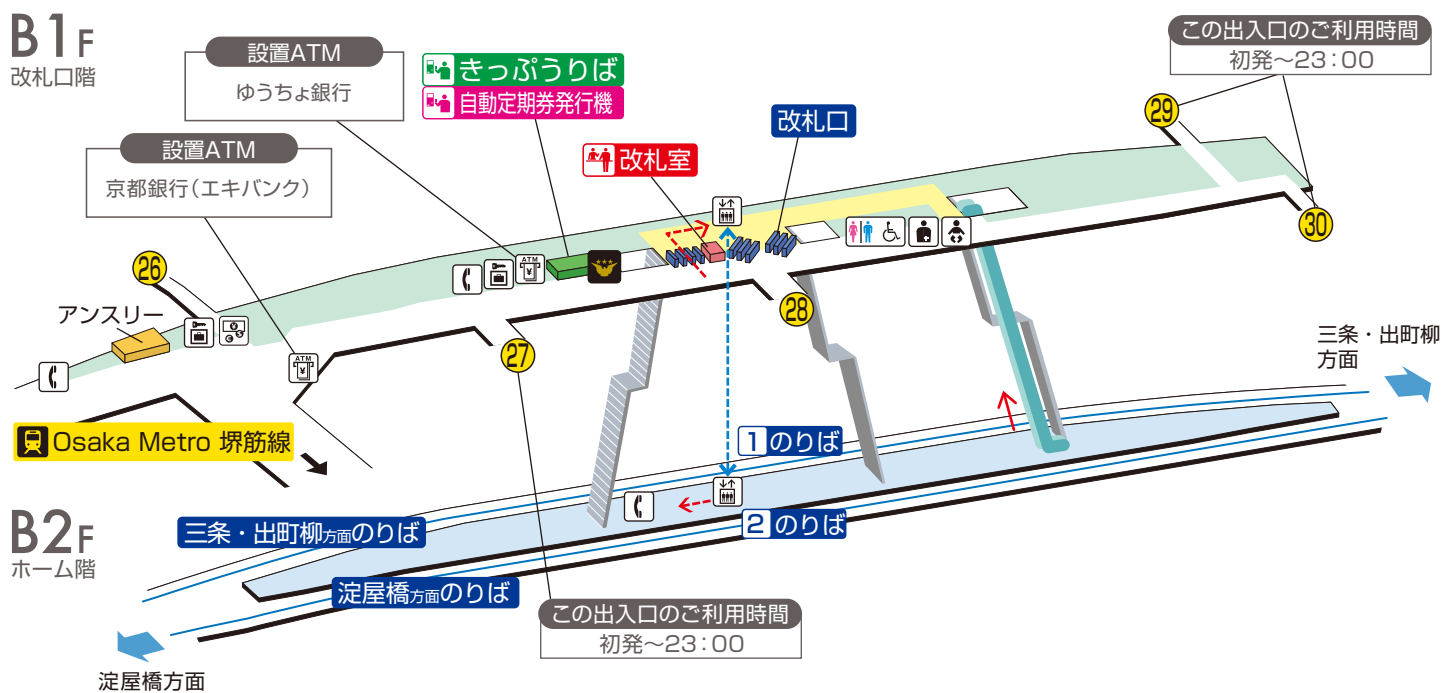 B1F
改札口階
設置ATM
ゆうちょ銀行
きっぷうりば
自動定期券発行機
この出入口のご利用時間
初発～23：00
改札口
改札室
設置ATM
京都銀行（エキバンク）
29
30
26
アンスリー
ATM
¥
28
27
ATM
¥
三条・出町柳
方面
Osaka Metro 堺筋線
1 のりば
2 のりば
B2F
ホーム階
三条・出町柳方面のりば
淀屋橋方面のりば
この出入口のご利用時間
初発～23：00
淀屋橋方面